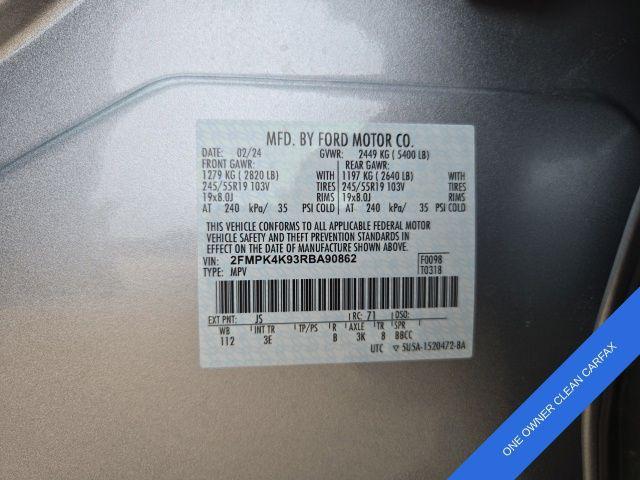 MFD. BY FORD MOTOR CO.
DATE: 02/24 GVWR: 2449 KG ( 5400 LB)
FRONT GAWR: REAR GAWR:
1279 KG ( 2820 LB) WITH 1197 KG ( 2640 LB) WITH
245/55R19 103V TIRES 245/55R19 103V TIRES
19x8.0J RIMS 19x8.0J RIMS
AT 240 kPa/ 35 PSI COLD AT 240 kPa/ 35 PSI COLD
THIS VEHICLE CONFORMS TO ALL APPLICABLE FEDERAL MOTOR
VEHICLE SAFETY AND THEFT PREVENTION STANDARDS IN
EFFECT ON THE DATE OF MANUFACTURE SHOWN ABOVE.
VIN: 2FMPK4K93RBA90862 F0098
TYPE: MPV T0318
EXT PNT: JS RC: 71 DSO:
WB INT TR TP/PS R AXLE TR SPR
112 3E B 3K 8 BBCC
UTC 5U5A-1520472-BA
ONE OWNER CLEAN CARFAX